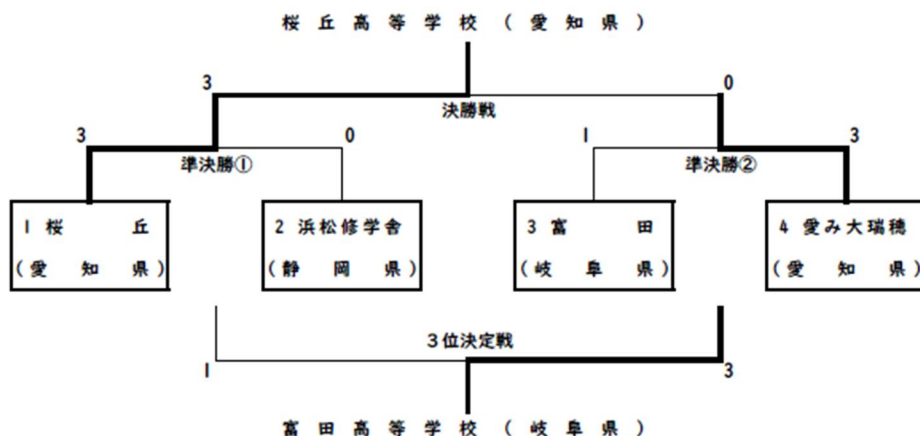 桜丘高等学校（愛知県）
3 0
決勝戦
3 0 1 3
準決勝① 準決勝②
1 桜丘 2 浜松修学舎 3 富田 4 愛み大瑞穂
(愛知県) (静岡県) (岐阜県) (愛知県)
3位決定戦
1 3
富田高等学校（岐阜県）